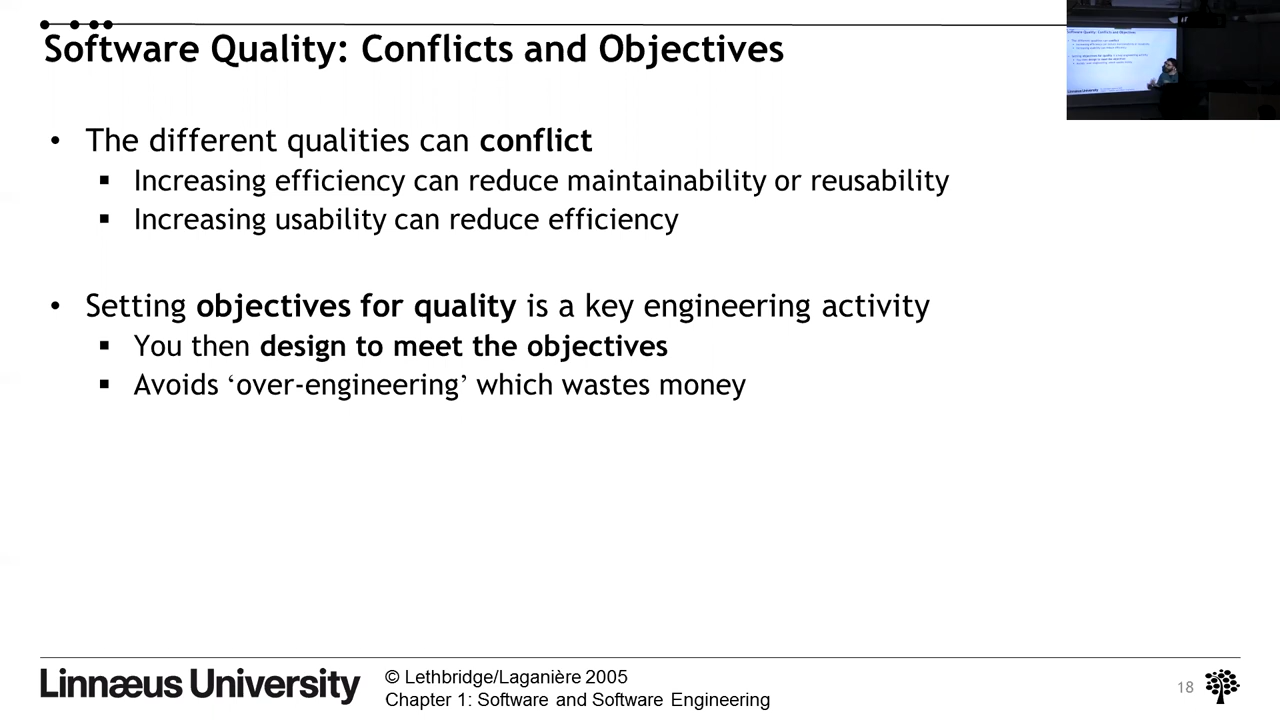 Software Quality: Conflicts and Objectives
• The different qualities can conflict
▪ Increasing efficiency can reduce maintainability or reusability
▪ Increasing usability can reduce efficiency
• Setting objectives for quality is a key engineering activity
▪ You then design to meet the objectives
▪ Avoids ‘over-engineering’ which wastes money
Linnæus University
© Lethbridge/Laganière 2005
Chapter 1: Software and Software Engineering
18